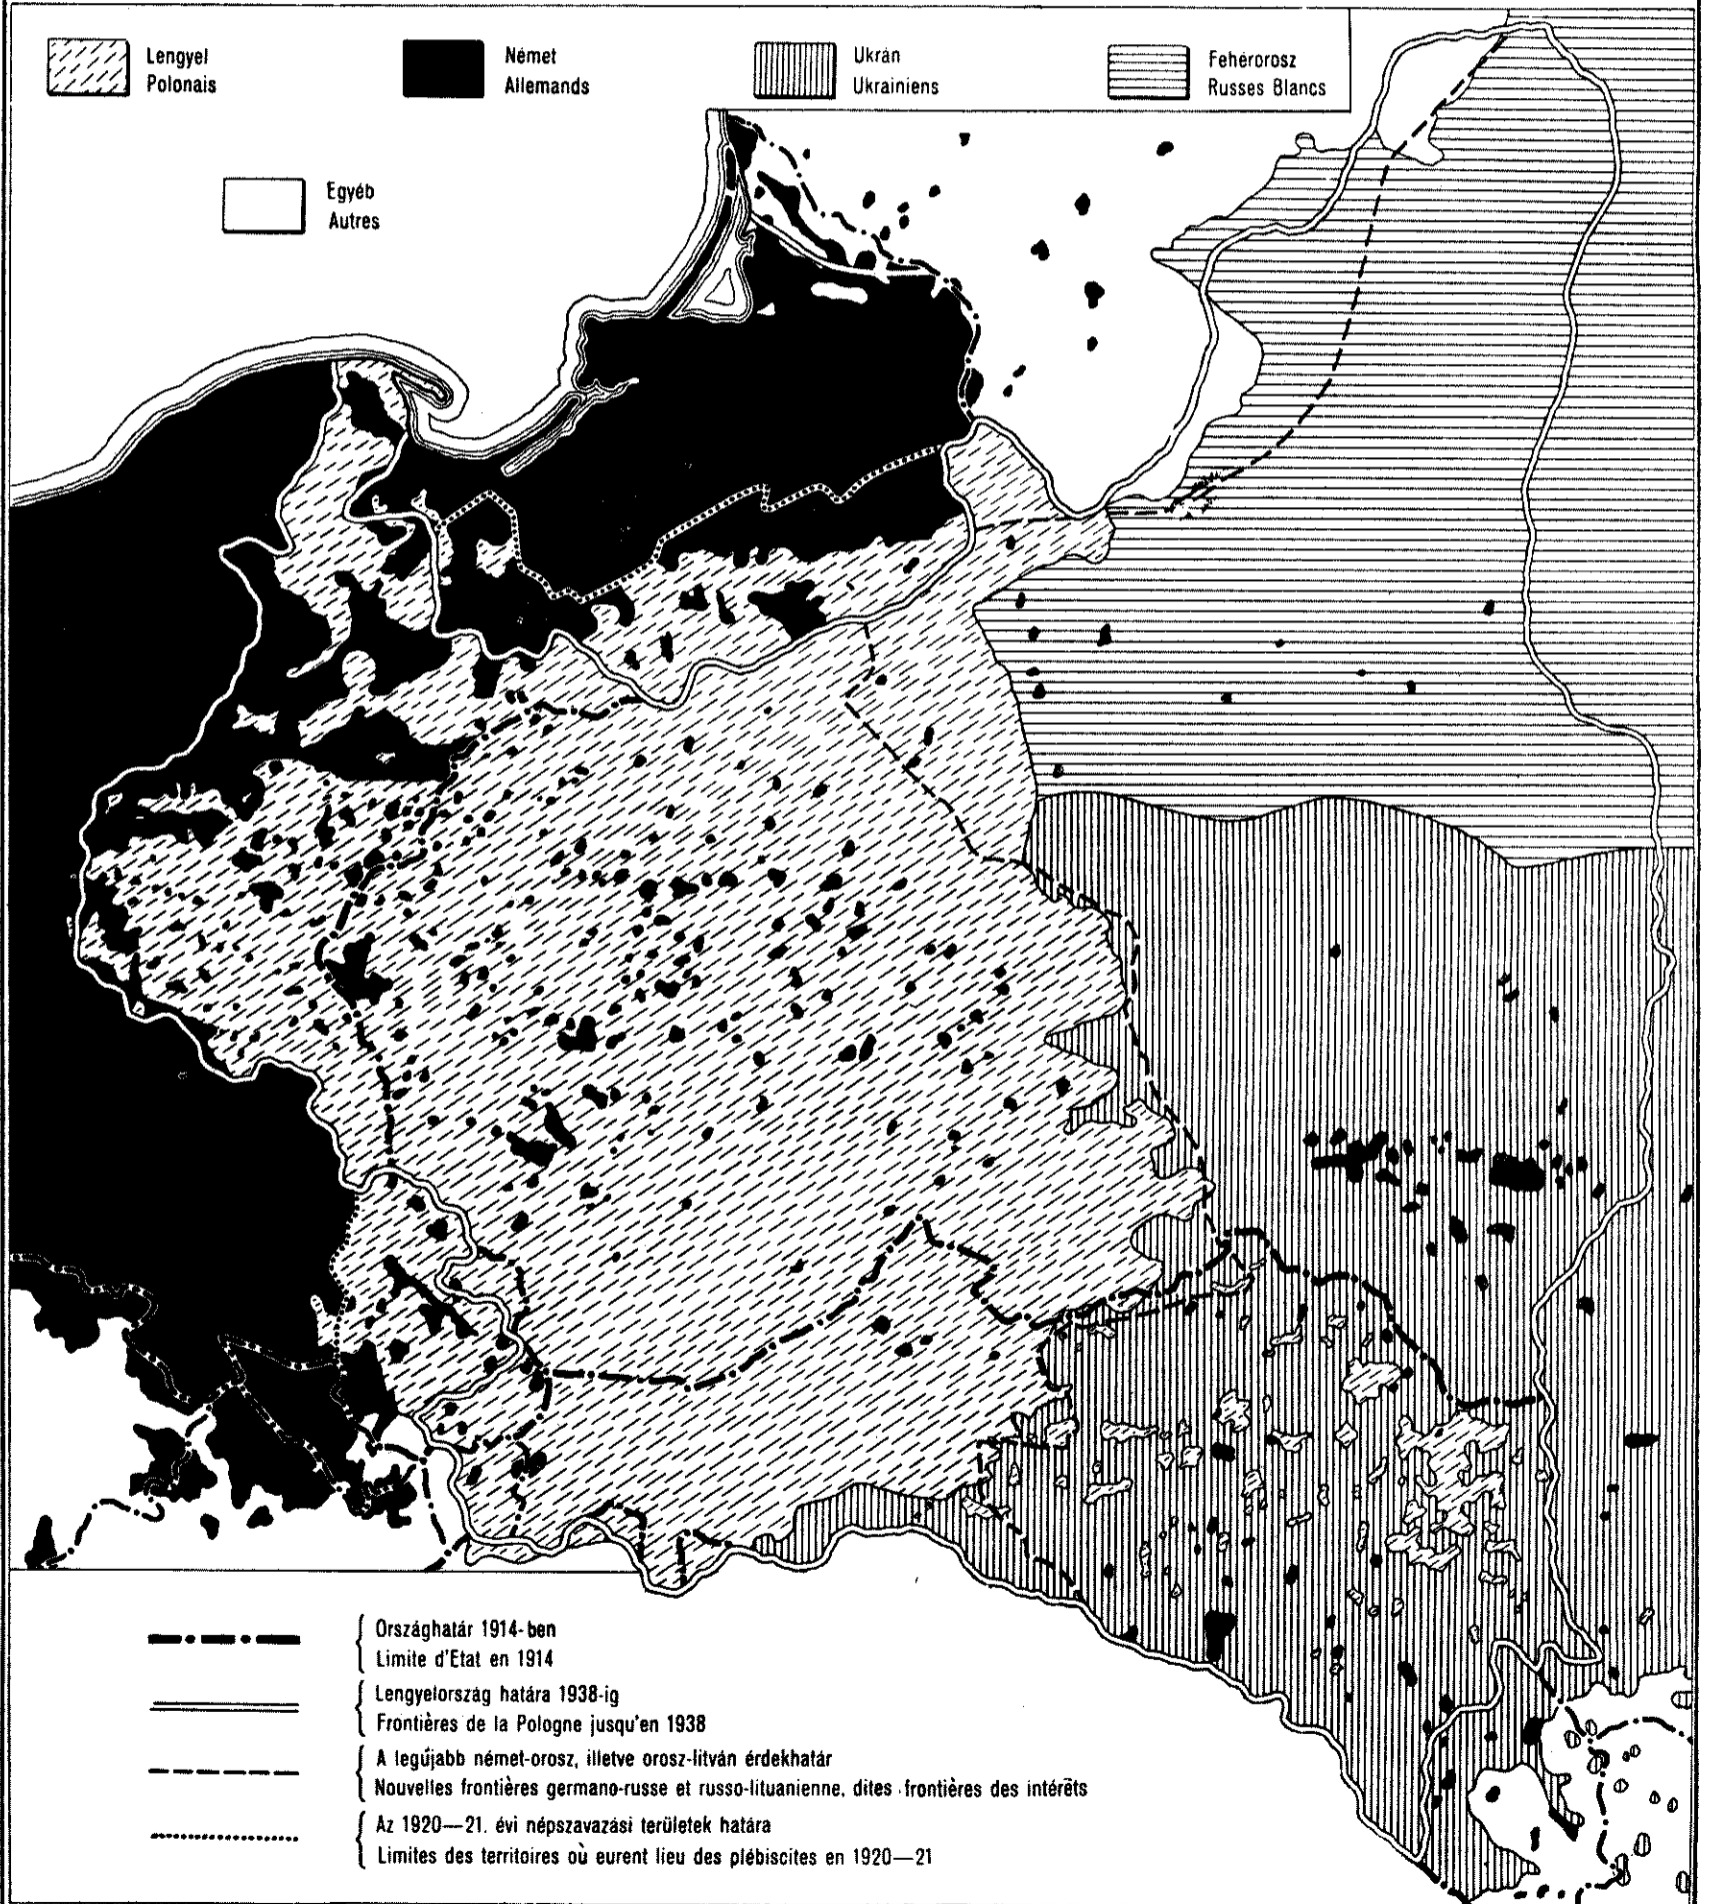 Lengyel
Polonais
Német
Allemands
Ukrán
Ukrainiens
Fehérorosz
Russes Blancs
Egyéb
Autres
Országhatár 1914-ben
Limite d'Etat en 1914
Lengyelország határa 1938-ig
Frontières de la Pologne jusqu'en 1938
A legújabb német-orosz, illetve orosz-litván érdekhatár
Nouvelles frontières germano-russe et russo-lituanienne, dites frontières des intérêts
Az 1920—21. évi népszavazási területek határa
Limites des territoires où eurent lieu des plébiscites en 1920—21